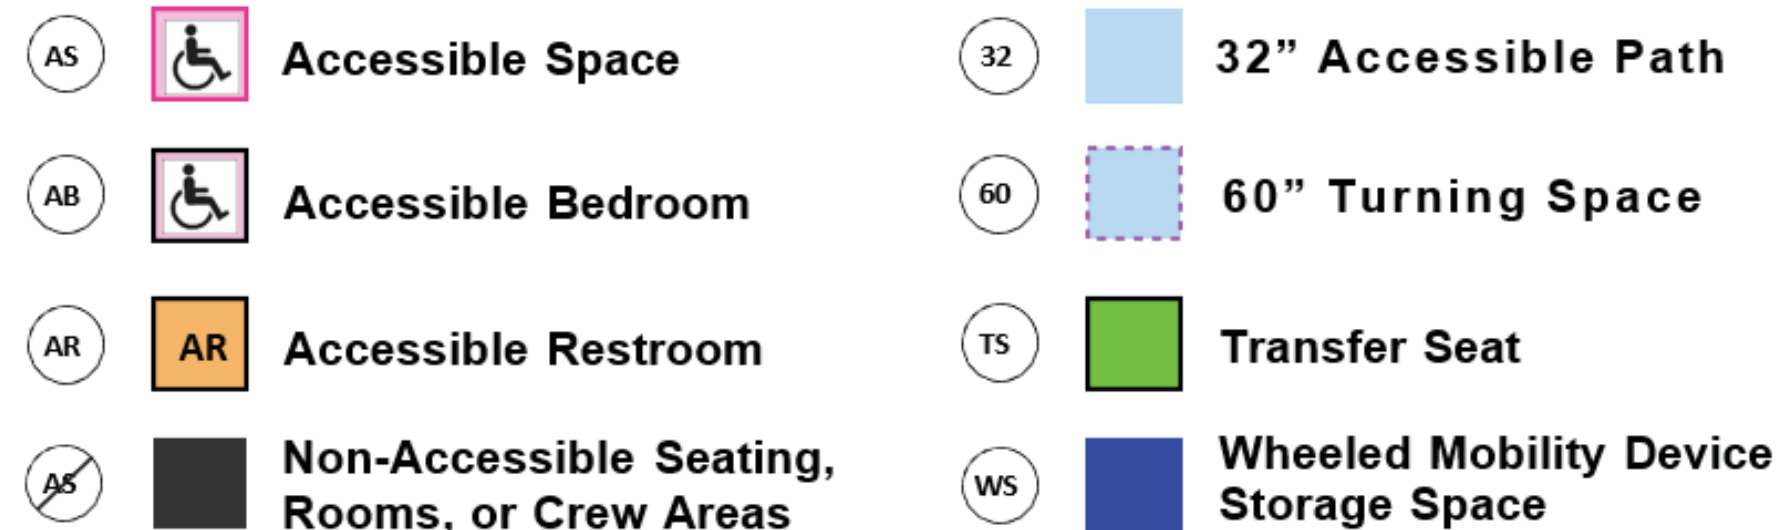 AS Accessible Space
AB Accessible Bedroom
AR AR Accessible Restroom
AS Non-Accessible Seating,
Rooms, or Crew Areas
32 32” Accessible Path
60 60” Turning Space
TS Transfer Seat
WS Wheeled Mobility Device
Storage Space